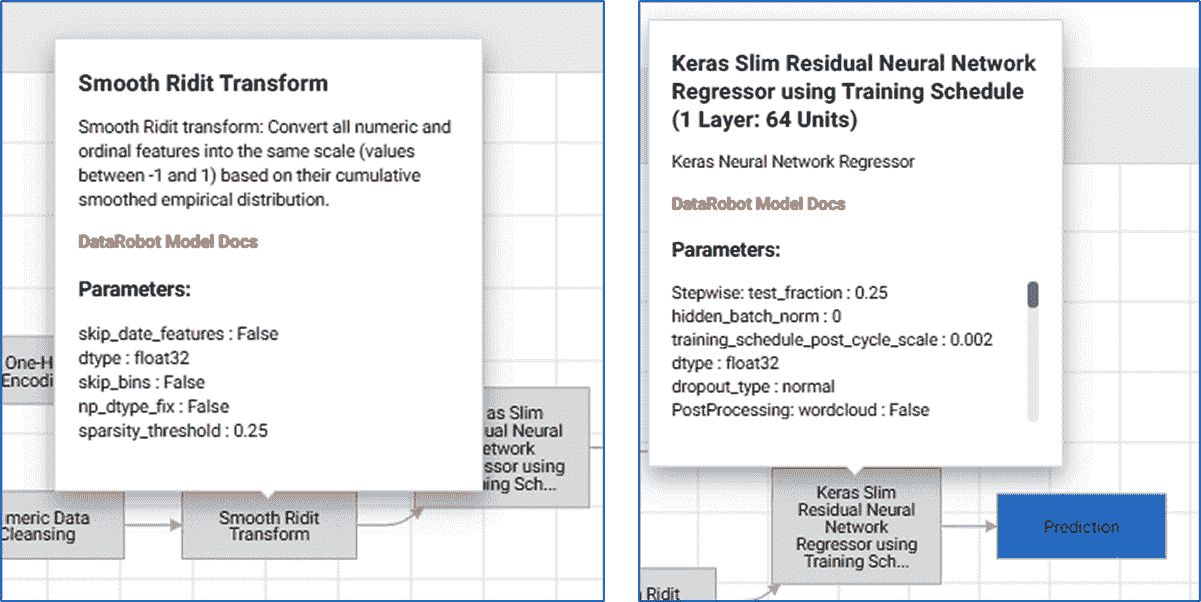 Smooth Ridit Transform
Smooth Ridit transform: Convert all numeric and
ordinal features into the same scale (values
between -1 and 1) based on their cumulative
smoothed empirical distribution.
DataRobot Model Docs
Parameters:
skip_date_features : False
dtype : float32
skip_bins : False
np_dtype_fix : False
sparsity_threshold : 0.25
One-H
Encodi
as Slim
ual Neural
etwork
ssor using
ing Sch...
meric Data
Cleansing
Smooth Ridit
Transform
Keras Slim Residual Neural Network
Regressor using Training Schedule
(1 Layer: 64 Units)
Keras Neural Network Regressor
DataRobot Model Docs
Parameters:
Stepwise: test_fraction : 0.25
hidden_batch_norm : 0
training_schedule_post_cycle_scale : 0.002
dtype : float32
dropout_type : normal
PostProcessing: wordcloud : False
Keras Slim
Residual Neural
Network
Regressor using
Training Sch...
Prediction
Ridit